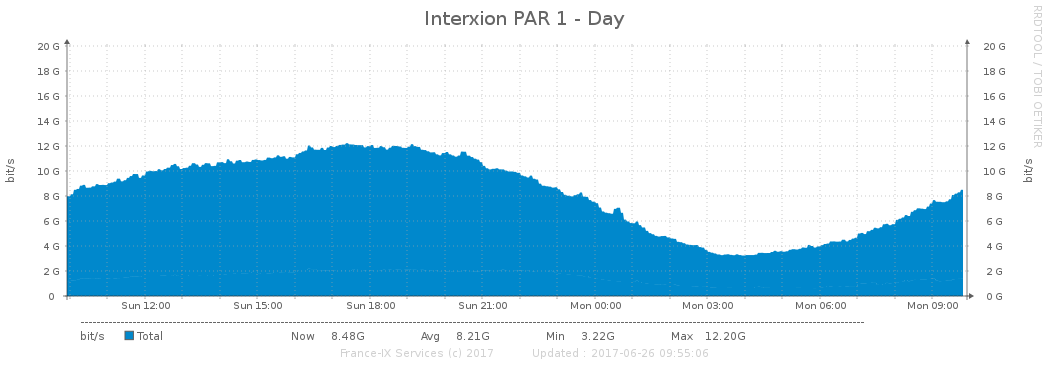 Interxion PAR 1 - Day
RRDTOOL / TOBI OETIKER
bit/s
bit/s
20 G 20 G
18 G 18 G
16 G 16 G
14 G 14 G
12 G 12 G
10 G 10 G
8 G 8 G
6 G 6 G
4 G 4 G
2 G 2 G
0 0 G
Sun 12:00 Sun 15:00 Sun 18:00 Sun 21:00 Mon 00:00 Mon 03:00 Mon 06:00 Mon 09:00
bit/s Total Now 8.48G Avg 8.21G Min 3.22G Max 12.20G
France-IX Services (c) 2017 Updated : 2017-06-26 09:55:06